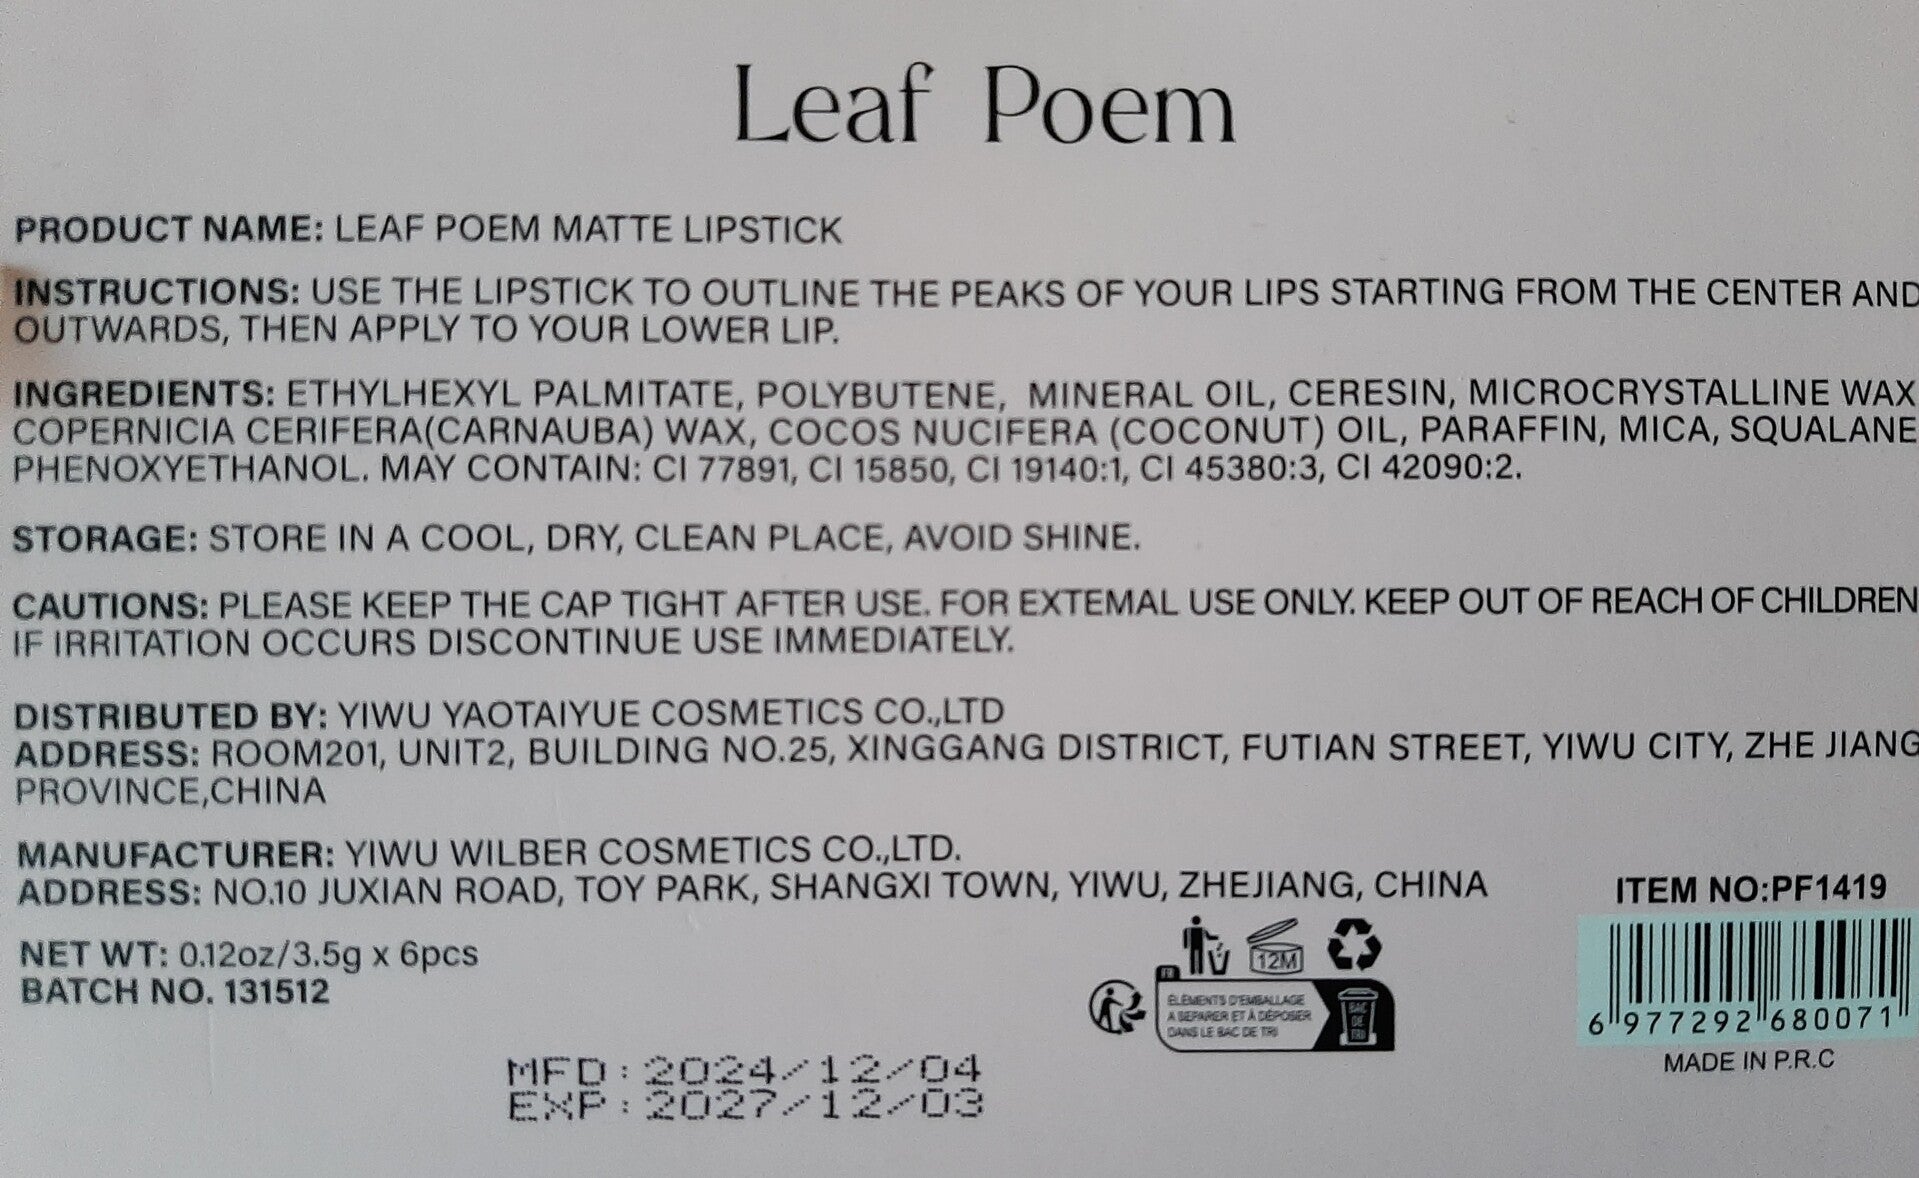 Leaf Poem
PRODUCT NAME: LEAF POEM MATTE LIPSTICK
INSTRUCTIONS: USE THE LIPSTICK TO OUTLINE THE PEAKS OF YOUR LIPS STARTING FROM THE CENTER AND
OUTWARDS, THEN APPLY TO YOUR LOWER LIP.
INGREDIENTS: ETHYLHEXYL PALMITATE, POLYBUTENE, MINERAL OIL, CERESIN, MICROCRYSTALLINE WAX
COPERNICIA CERIFERA(CARNAUBA) WAX, COCOS NUCIFERA (COCONUT) OIL, PARAFFIN, MICA, SQUALANE
PHENOXYETHANOL. MAY CONTAIN: CI 77891, CI 15850, CI 19140:1, CI 45380:3, CI 42090:2.
STORAGE: STORE IN A COOL, DRY, CLEAN PLACE, AVOID SHINE.
CAUTIONS: PLEASE KEEP THE CAP TIGHT AFTER USE. FOR EXTEMAL USE ONLY. KEEP OUT OF REACH OF CHILDREN
IF IRRITATION OCCURS DISCONTINUE USE IMMEDIATELY.
DISTRIBUTED BY: YIWU YAOTAIYUE COSMETICS CO.,LTD
ADDRESS: ROOM201, UNIT2, BUILDING NO.25, XINGGANG DISTRICT, FUTIAN STREET, YIWU CITY, ZHE JIANG
PROVINCE,CHINA
MANUFACTURER: YIWU WILBER COSMETICS CO.,LTD.
ADDRESS: NO.10 JUXIAN ROAD, TOY PARK, SHANGXI TOWN, YIWU, ZHEJIANG, CHINA
ITEM NO:PF1419
NET WT: 0.12oz/3.5g x 6pcs
BATCH NO. 131512
12M
FR
ÉLÉMENTS D'EMBALLAGE
A SÉPARER ET À DÉPOSER
DANS LE BAC DE TRI
BAC
DE
TRI
6 977292 680071
MADE IN P.R.C
MFD: 2024/12/04
EXP: 2027/12/03